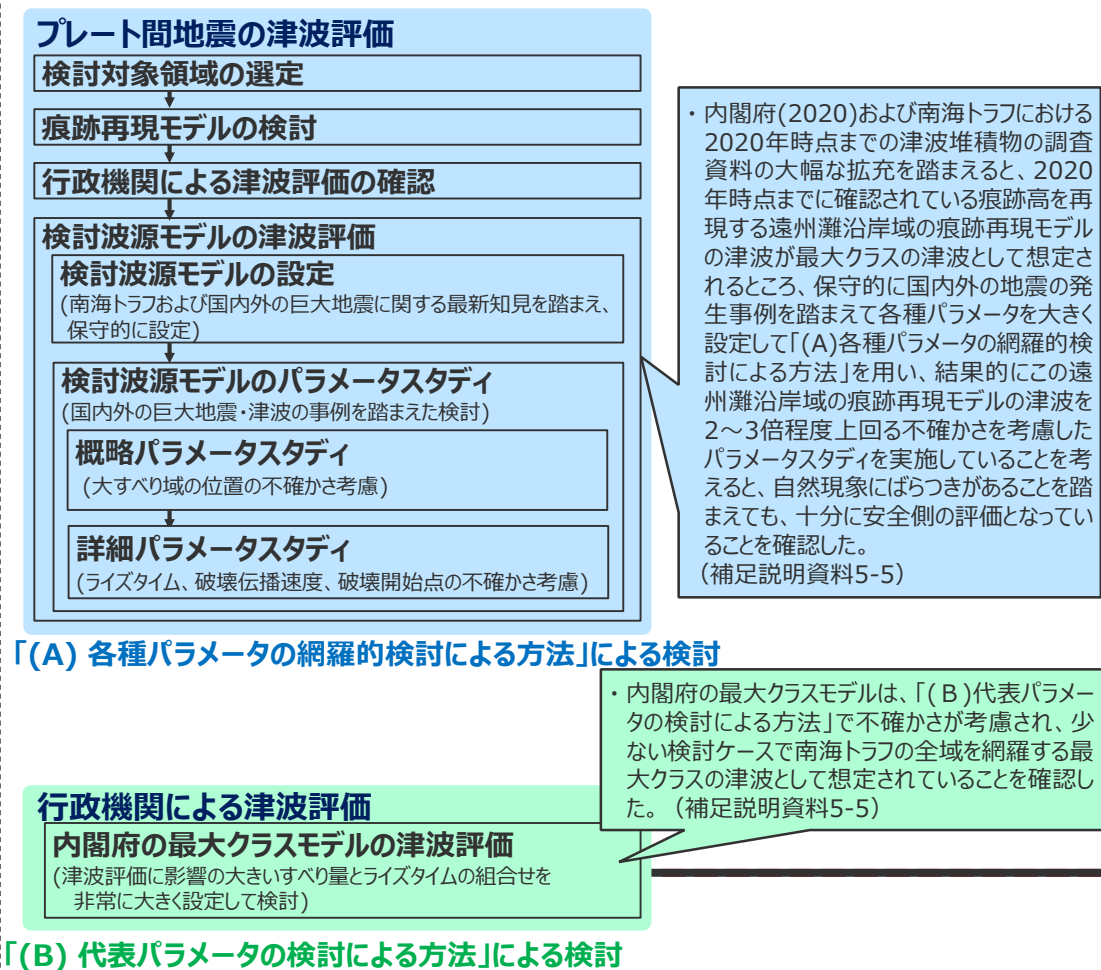 プレート間地震の津波評価
検討対象領域の選定
痕跡再現モデルの検討
行政機関による津波評価の確認
検討波源モデルの津波評価
検討波源モデルの設定
(南海トラフおよび国内外の巨大地震に関する最新知見を踏まえ、
保守的に設定)
検討波源モデルのパラメータスタディ
(国内外の巨大地震・津波の事例を踏まえた検討)
概略パラメータスタディ
(大すべり域の位置の不確かさ考慮)
詳細パラメータスタディ
(ライズタイム、破壊伝播速度、破壊開始点の不確かさ考慮)
「(A) 各種パラメータの網羅的検討による方法」による検討
・内閣府(2020)および南海トラフにおける
2020年時点までの津波堆積物の調査
資料の大幅な拡充を踏まえると、2020
年時点までに確認されている痕跡高を再
現する遠州灘沿岸域の痕跡再現モデル
の津波が最大クラスの津波として想定さ
れるところ、保守的に国内外の地震の発
生事例を踏まえて各種パラメータを大きく
設定して「(A)各種パラメータの網羅的検
討による方法」を用い、結果的にこの遠
州灘沿岸域の痕跡再現モデルの津波を
2～3倍程度上回る不確かさを考慮した
パラメータスタディを実施していることを考
えると、自然現象にばらつきがあることを踏
まえても、十分に安全側の評価となってい
ることを確認した。
（補足説明資料5-5）
・内閣府の最大クラスモデルは、「(Ｂ)代表パラメー
タの検討による方法」で不確かさが考慮され、少
ない検討ケースで南海トラフの全域を網羅する最
大クラスの津波として想定されていることを確認し
た。（補足説明資料5-5）
行政機関による津波評価
内閣府の最大クラスモデルの津波評価
(津波評価に影響の大きいすべり量とライズタイムの組合せを
非常に大きく設定して検討)
「(B) 代表パラメータの検討による方法」による検討